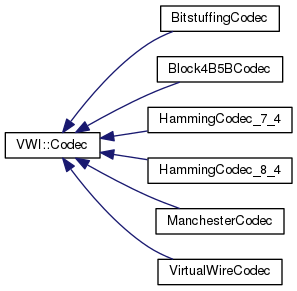 BitstuffingCodec
Block4B5BCodec
HammingCodec_7_4
VWI::Codec
HammingCodec_8_4
ManchesterCodec
VirtualWireCodec